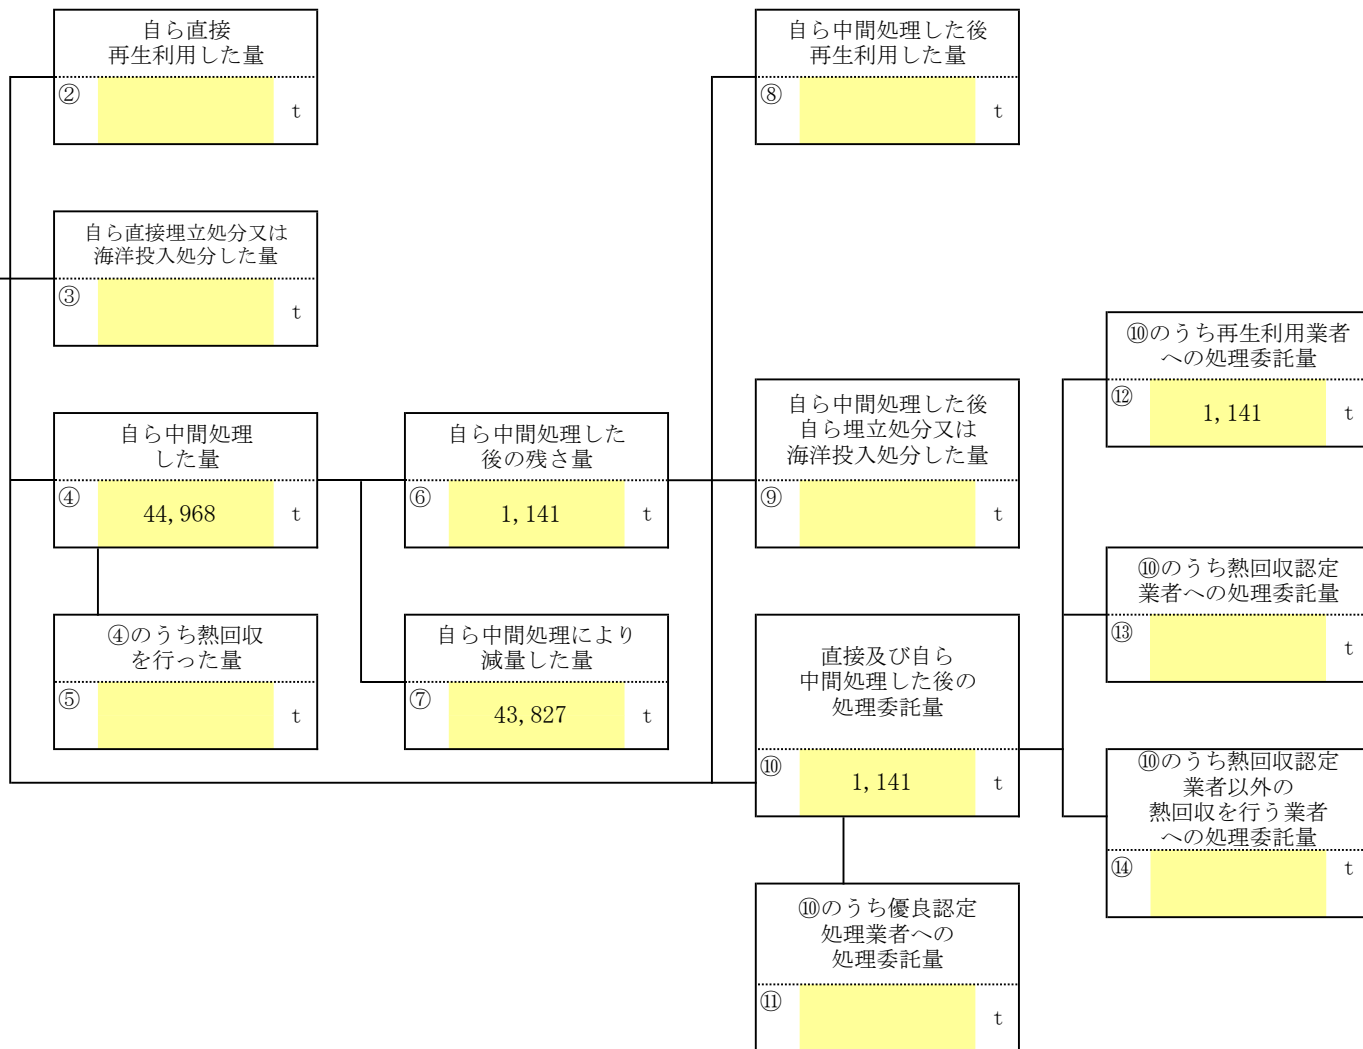 自ら直接
再生利用した量
②
t
自ら中間処理した後
再生利用した量
⑧
t
自ら直接埋立処分又は
海洋投入処分した量
③
t
⑩のうち再生利用業者
への処理委託量
⑫
1,141
t
自ら中間処理
した量
④
44,968
t
自ら中間処理した
後の残さ量
⑥
1,141
t
自ら中間処理した後
自ら埋立処分又は
海洋投入処分した量
⑨
t
⑩のうち熱回収認定
業者への処理委託量
⑬
t
④のうち熱回収
を行った量
⑤
t
自ら中間処理により
減量した量
⑦
43,827
t
直接及び自ら
中間処理した後の
処理委託量
⑩
1,141
t
⑩のうち熱回収認定
業者以外の
熱回収を行う業者
への処理委託量
⑭
t
⑩のうち優良認定
処理業者への
処理委託量
⑪
t